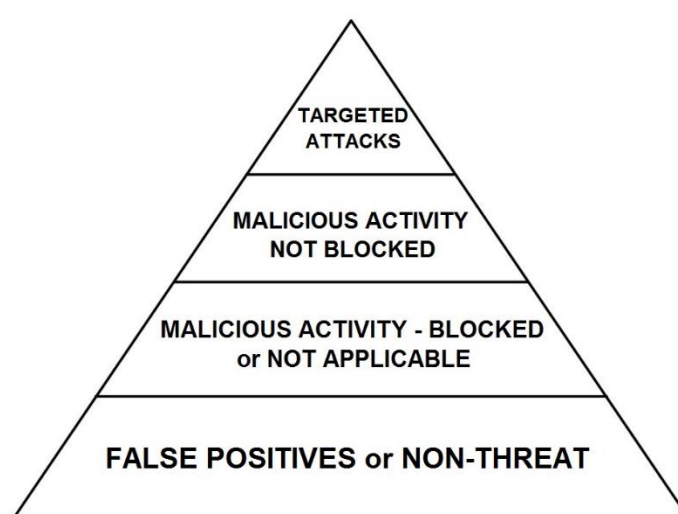 TARGETED
ATTACKS
MALICIOUS ACTIVITY
NOT BLOCKED
MALICIOUS ACTIVITY - BLOCKED
or NOT APPLICABLE
FALSE POSITIVES or NON-THREAT